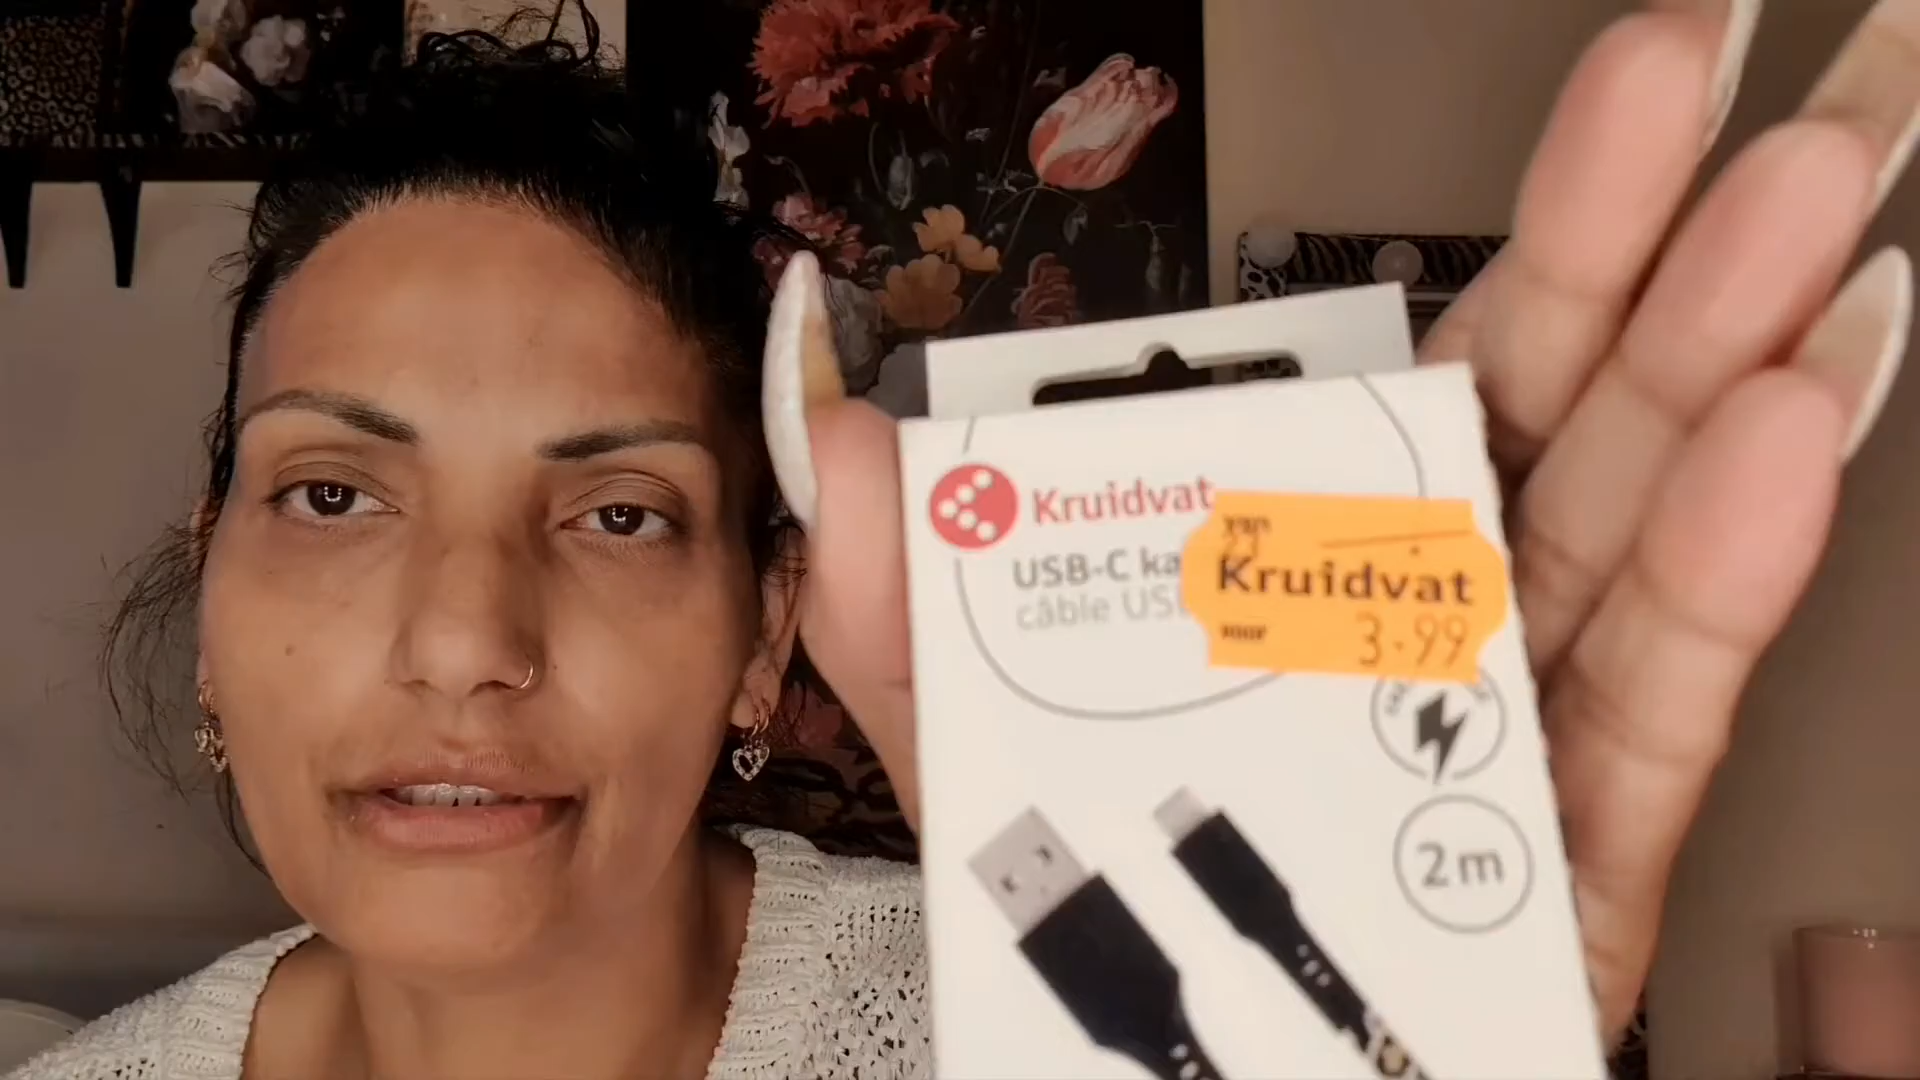 Kruidvat
USB-C ka
câble US
van
Kruidvat
voor 3.99
2m